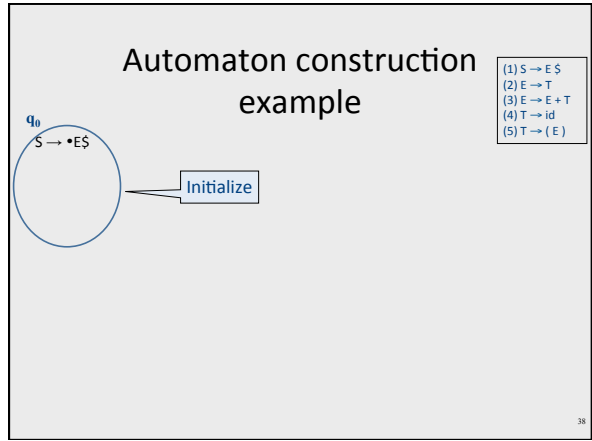 Automaton construction
example
(1) S → E $
(2) E → T
(3) E → E + T
(4) T → id
(5) T → ( E )
q0
S → •E$
Initialize
38